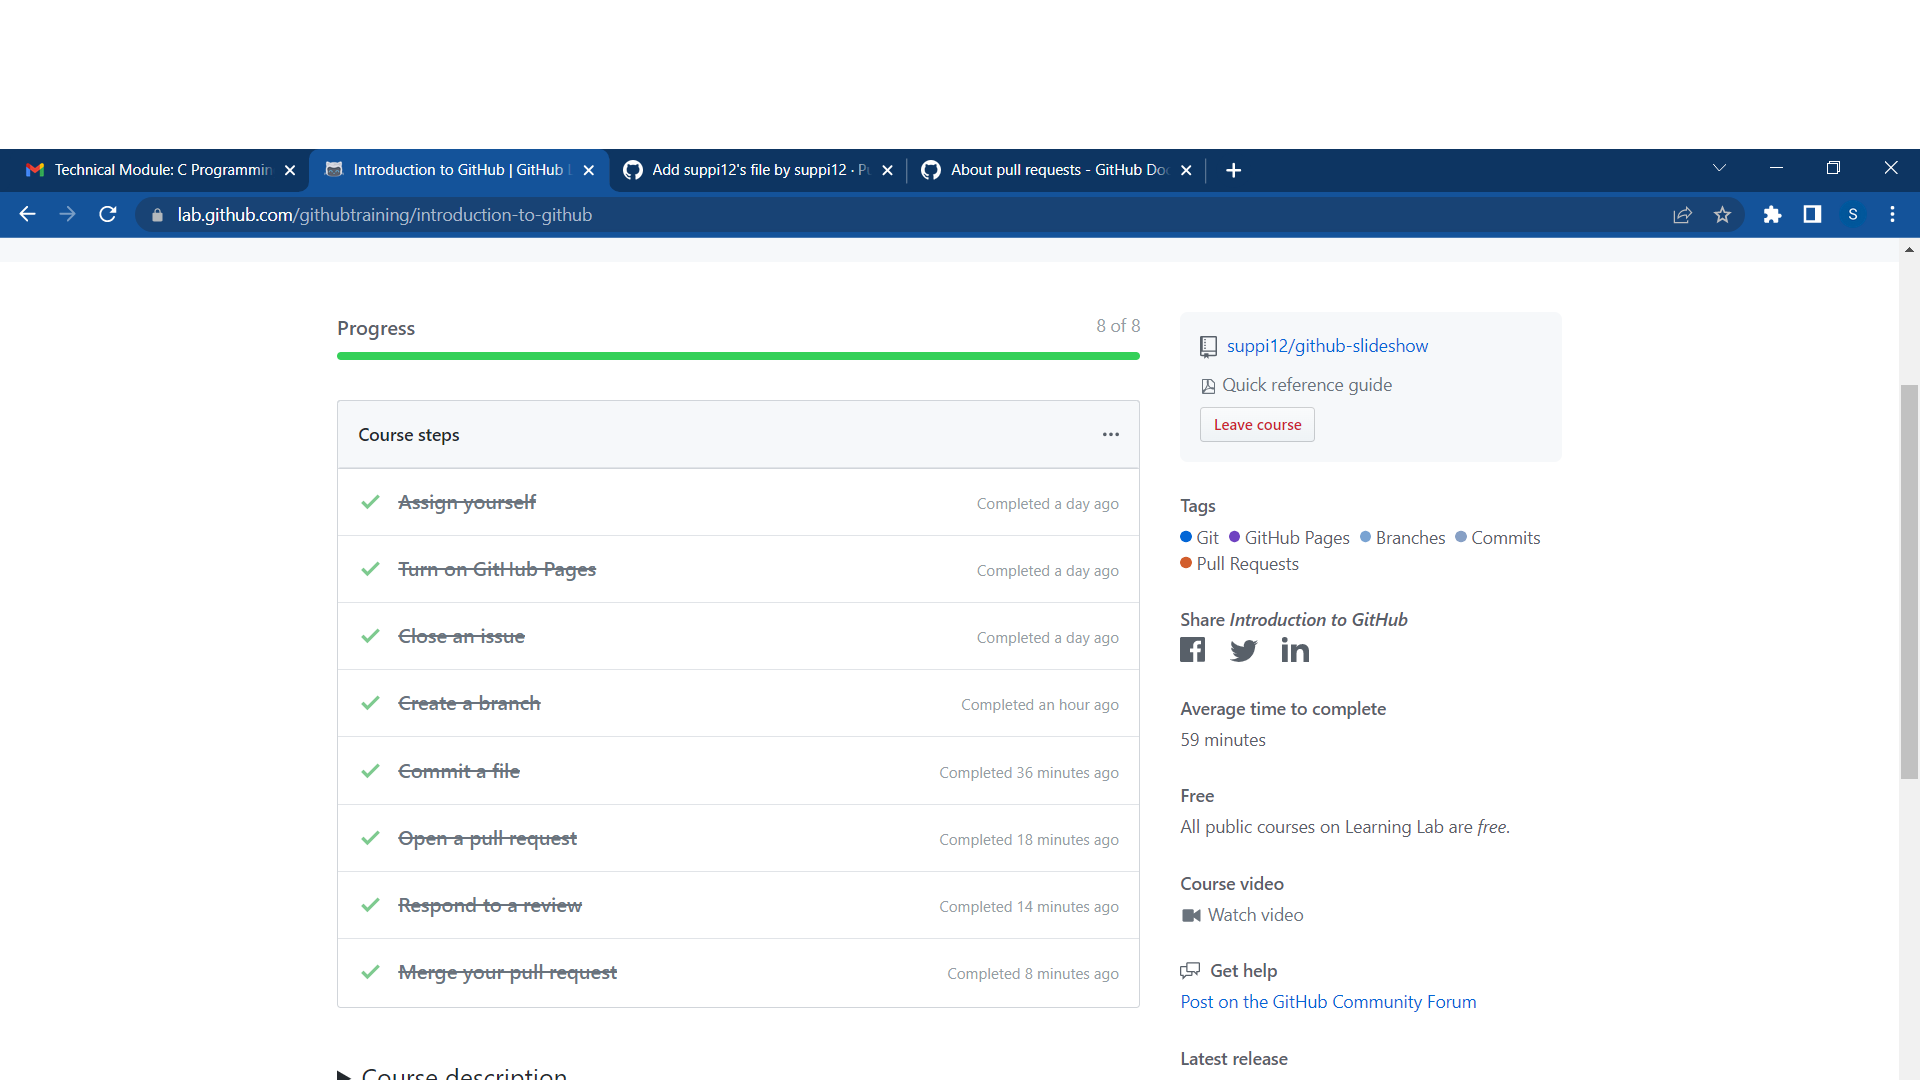 Technical Module: C Programmin
Introduction to GitHub | GitHub L
Add suppi12's file by suppi12 · Pu
About pull requests - GitHub Doc
lab.github.com/githubtraining/introduction-to-github
S
Progress
8 of 8
Course steps
Assign yourself
Completed a day ago
Turn on GitHub Pages
Completed a day ago
Close an issue
Completed a day ago
Create a branch
Completed an hour ago
Commit a file
Completed 36 minutes ago
Open a pull request
Completed 18 minutes ago
Respond to a review
Completed 14 minutes ago
Merge your pull request
Completed 8 minutes ago
Course description
suppi12/github-slideshow
Quick reference guide
Leave course
Tags
Git GitHub Pages Branches Commits
Pull Requests
Share Introduction to GitHub
Average time to complete
59 minutes
Free
All public courses on Learning Lab are free.
Course video
Watch video
Get help
Post on the GitHub Community Forum
Latest release